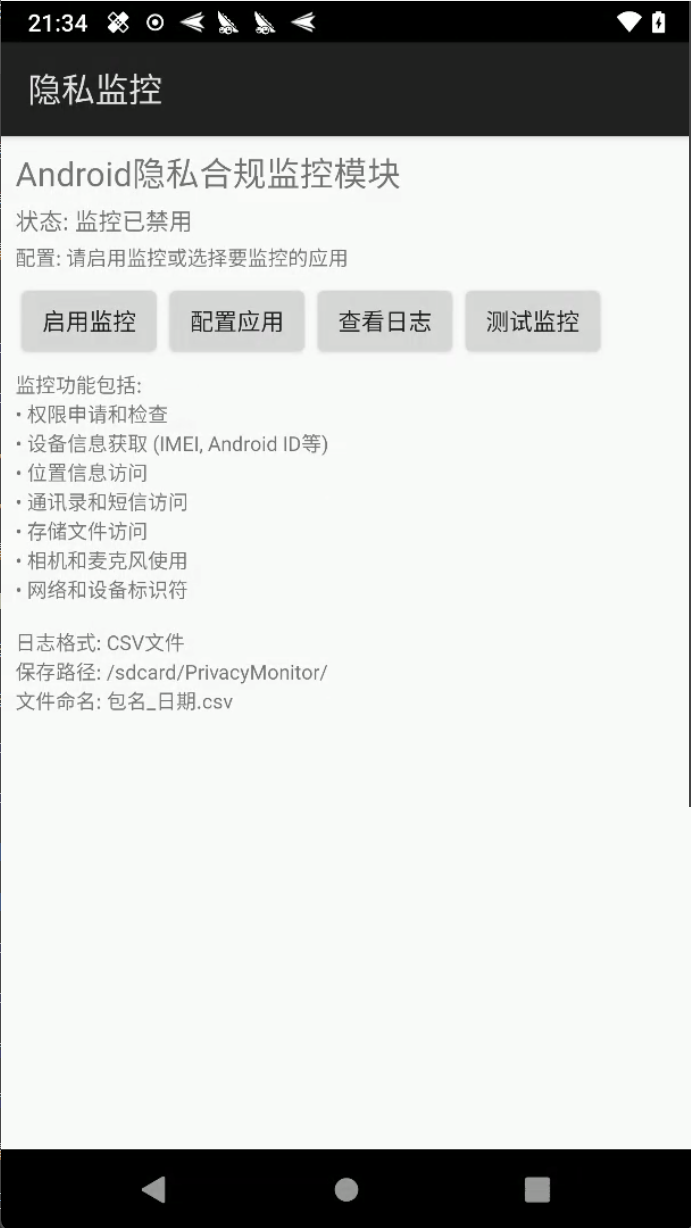 21:34
隐私监控
Android隐私合规监控模块
状态: 监控已禁用
配置: 请启用监控或选择要监控的应用
启用监控 配置应用 查看日志 测试监控
监控功能包括:
• 权限申请和检查
• 设备信息获取 (IMEI, Android ID等)
• 位置信息访问
• 通讯录和短信访问
• 存储文件访问
• 相机和麦克风使用
• 网络和设备标识符
日志格式: CSV文件
保存路径: /sdcard/PrivacyMonitor/
文件命名: 包名_日期.csv